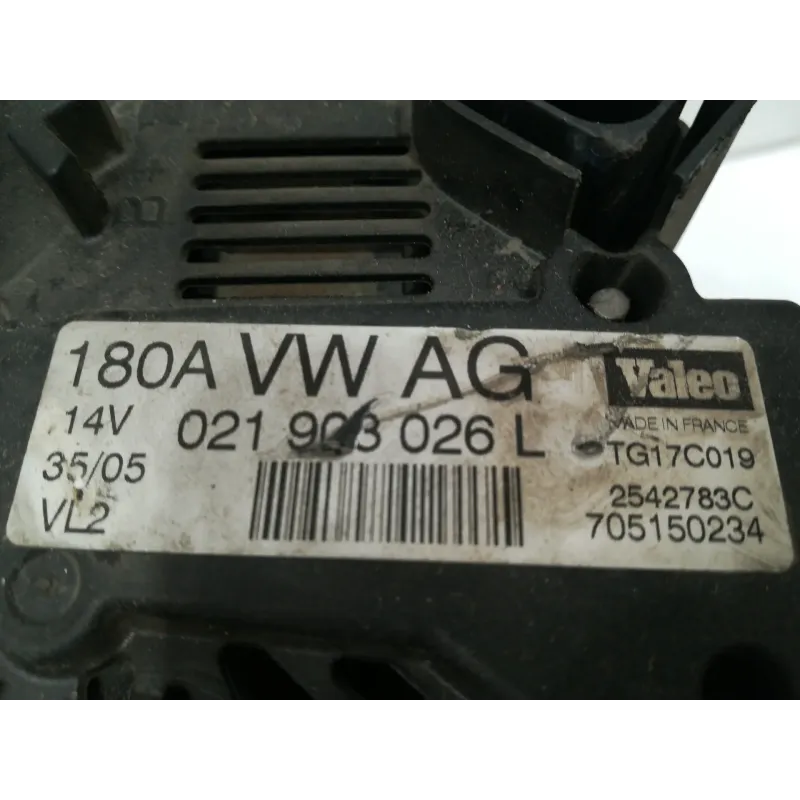 180A VW AG
Valeo
14V
021 903 026 L
MADE IN FRANCE
35/05
TG17C019
VL2
2542783C
705150234